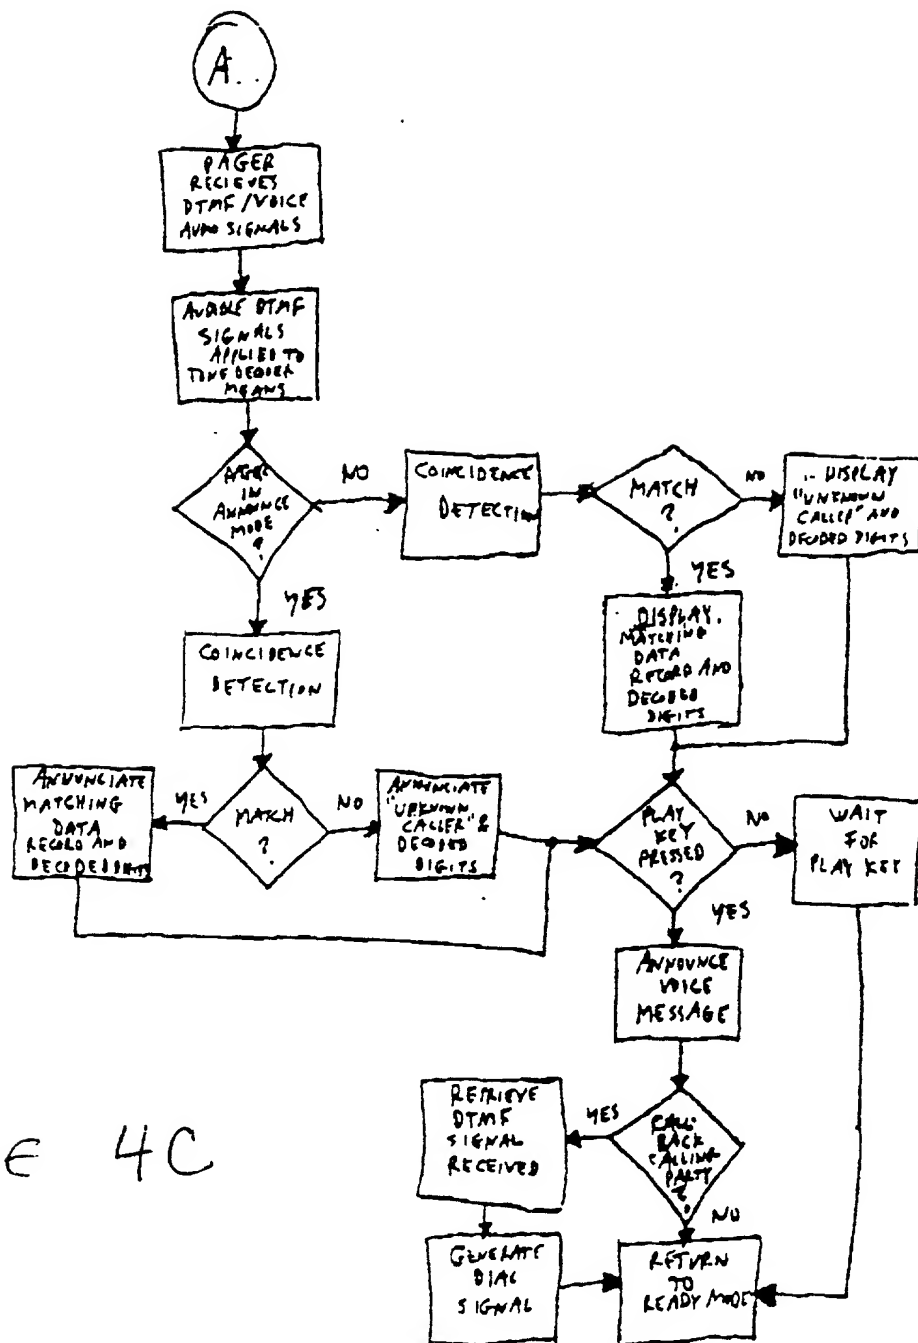 A..
PAGER
RECIEVES
DTMF/VOICE
AUDIO SIGNALS
AUDIBLE DTMF
SIGNALS
APPLIED TO
TONE DECODER
MEANS
PAGER
IN
ANNOUNCE
MODE
?
NO
COINCIDENCE
DETECTION
MATCH
?
NO
DISPLAY
"UNKNOWN
CALLER" AND
DECODED DIGITS
YES
YES
COINCIDENCE
DETECTION
DISPLAY
MATCHING
DATA
RECORD AND
DECODED
DIGITS
ANNUNCIATE
MATCHING
DATA
RECORD AND
DECODED DIGITS
YES
MATCH
?
NO
ANNUNCIATE
"UNKNOWN
CALLER" &
DECODED
DIGITS
PLAY
KEY
PRESSED
?
NO
WAIT
FOR
PLAY KEY
YES
ANNOUNCE
VOICE
MESSAGE
RETRIEVE
DTMF
SIGNAL
RECEIVED
YES
CALL
BACK
CALLING
PARTY
?
NO
E 4C
GENERATE
DIAL
SIGNAL
RETURN
TO
READY MODE